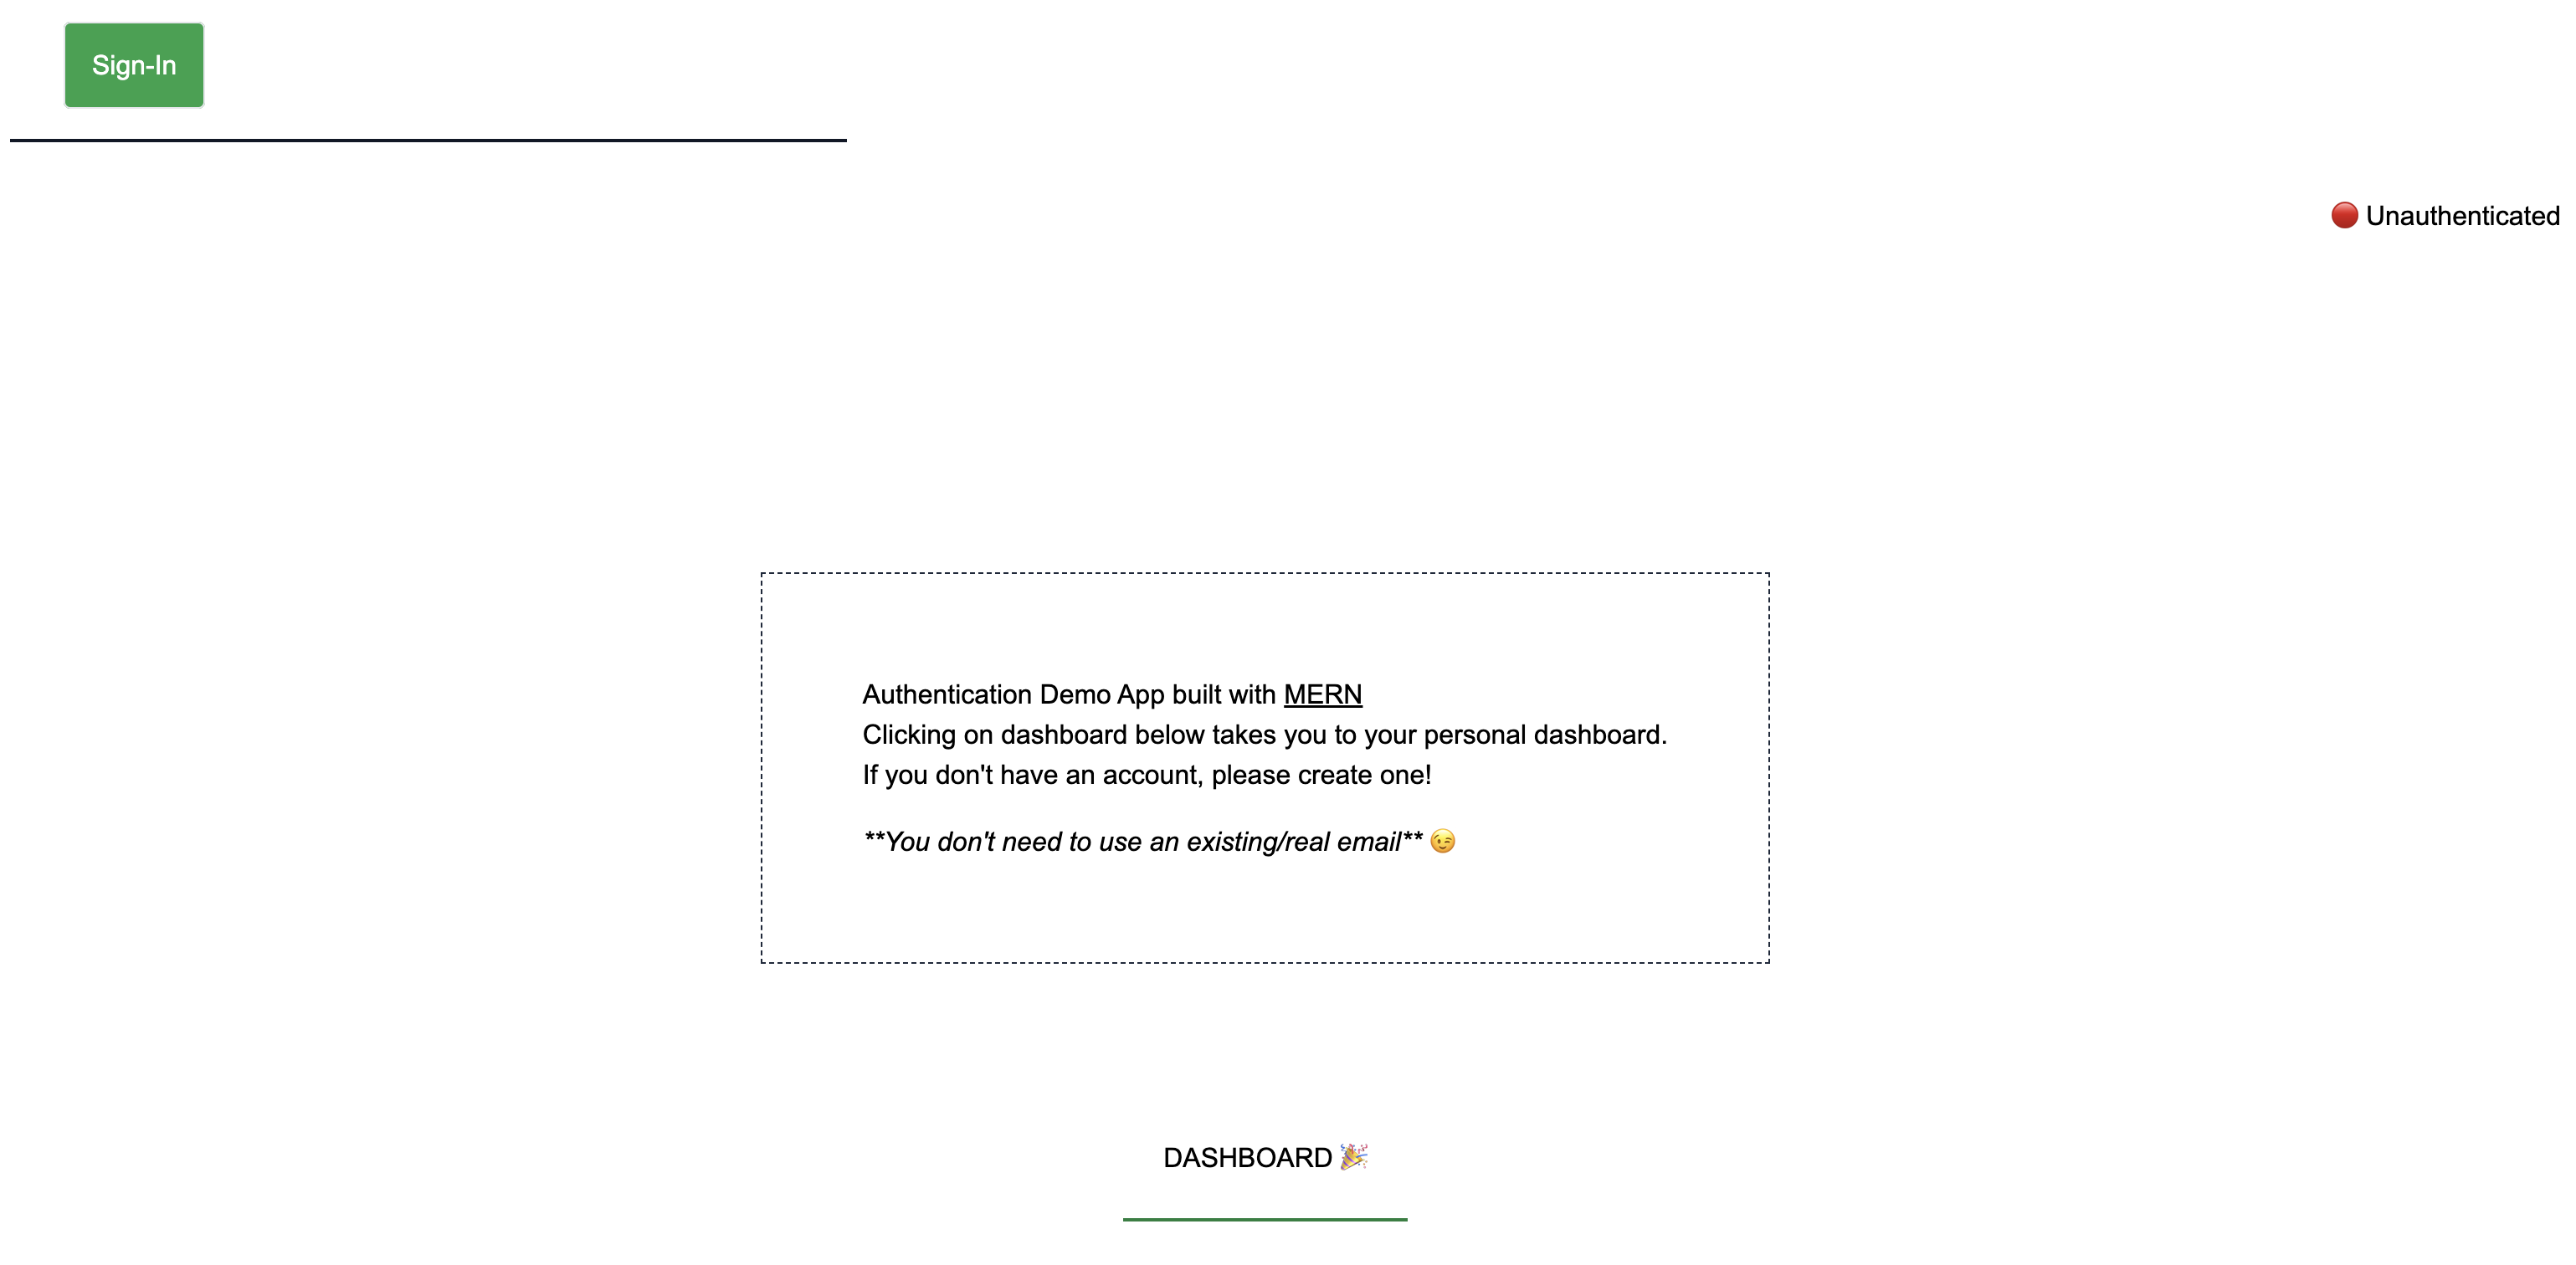 Sign-In
🔴 Unauthenticated
Authentication Demo App built with MERN
Clicking on dashboard below takes you to your personal dashboard.
If you don't have an account, please create one!
**You don't need to use an existing/real email** 😉
DASHBOARD 🎉